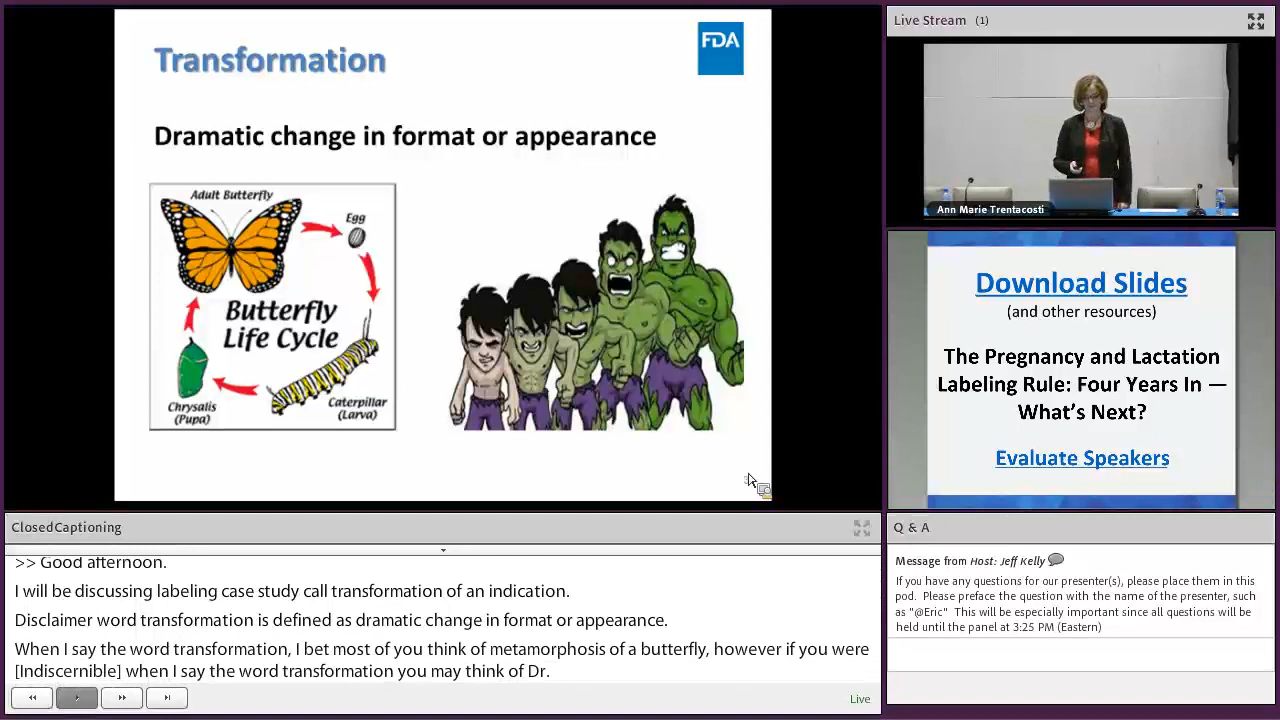 Transformation
FDA
Dramatic change in format or appearance
Adult Butterfly
Egg
Butterfly
Life Cycle
Chrysalis
(Pupa)
Caterpillar
(Larva)
Live Stream (1)
Ann Marie Trentacosti
Download Slides
(and other resources)
The Pregnancy and Lactation
Labeling Rule: Four Years In —
What's Next?
Evaluate Speakers
ClosedCaptioning
>> Good afternoon.
I will be discussing labeling case study call transformation of an indication.
Disclaimer word transformation is defined as dramatic change in format or appearance.
When I say the word transformation, I bet most of you think of metamorphosis of a butterfly, however if you were
[Indiscernible] when I say the word transformation you may think of Dr.
Live
Q & A
Message from Host: Jeff Kelly
If you have any questions for our presenter(s), please place them in this
pod. Please preface the question with the name of the presenter, such
as "@Eric" This will be especially important since all questions will be
held until the panel at 3:25 PM (Eastern)